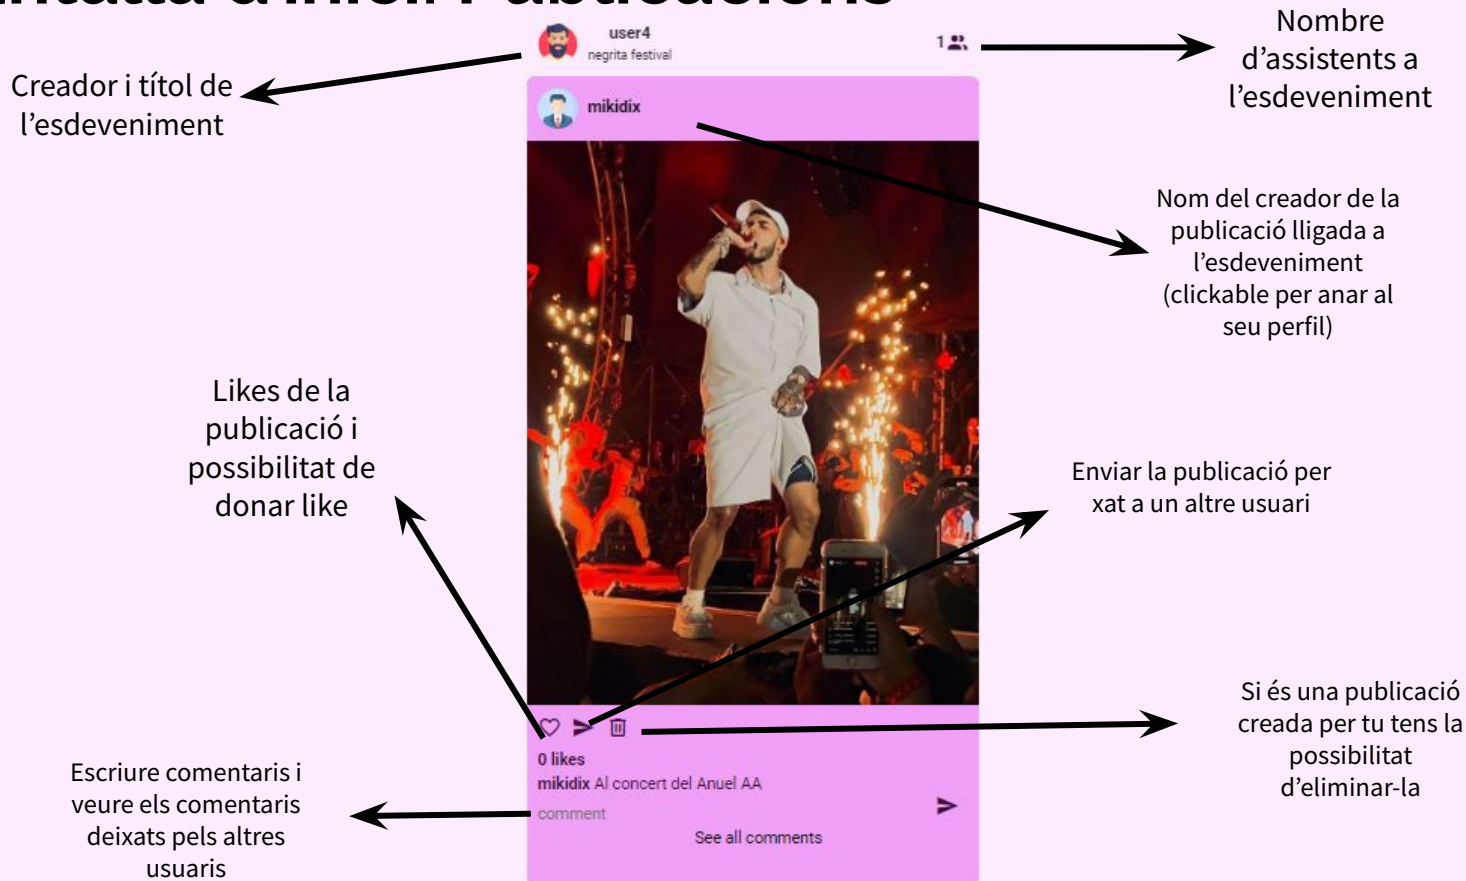 user4
negrita festival
1
Nombre
d'assistents a
l'esdeveniment
Creador i títol de
l'esdeveniment
mikidix
Nom del creador de la
publicació lligada a
l'esdeveniment
(clickable per anar al
seu perfil)
Likes de la
publicació i
possibilitat de
donar like
Enviar la publicació per
xat a un altre usuari
Si és una publicació
creada per tu tens la
possibilitat
d'eliminar-la
0 likes
mikidix Al concert del Anuel AA
comment
See all comments
Escriure comentaris i
veure els comentaris
deixats pels altres
usuaris